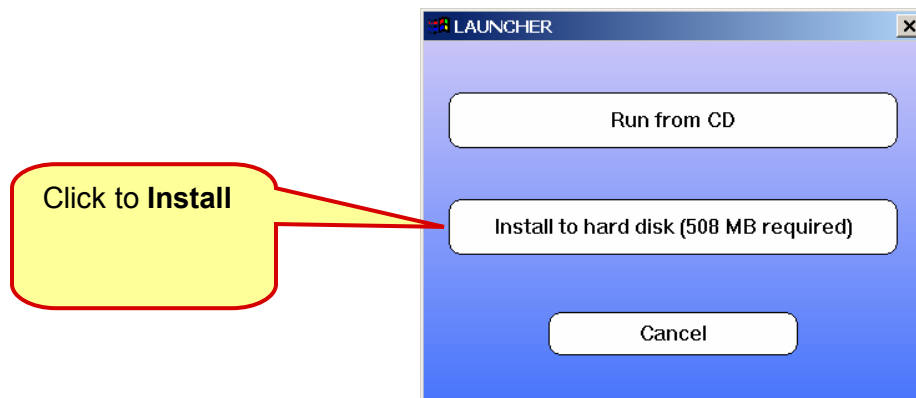 LAUNCHER
Run from CD
Click to Install
Install to hard disk (508 MB required)
Cancel